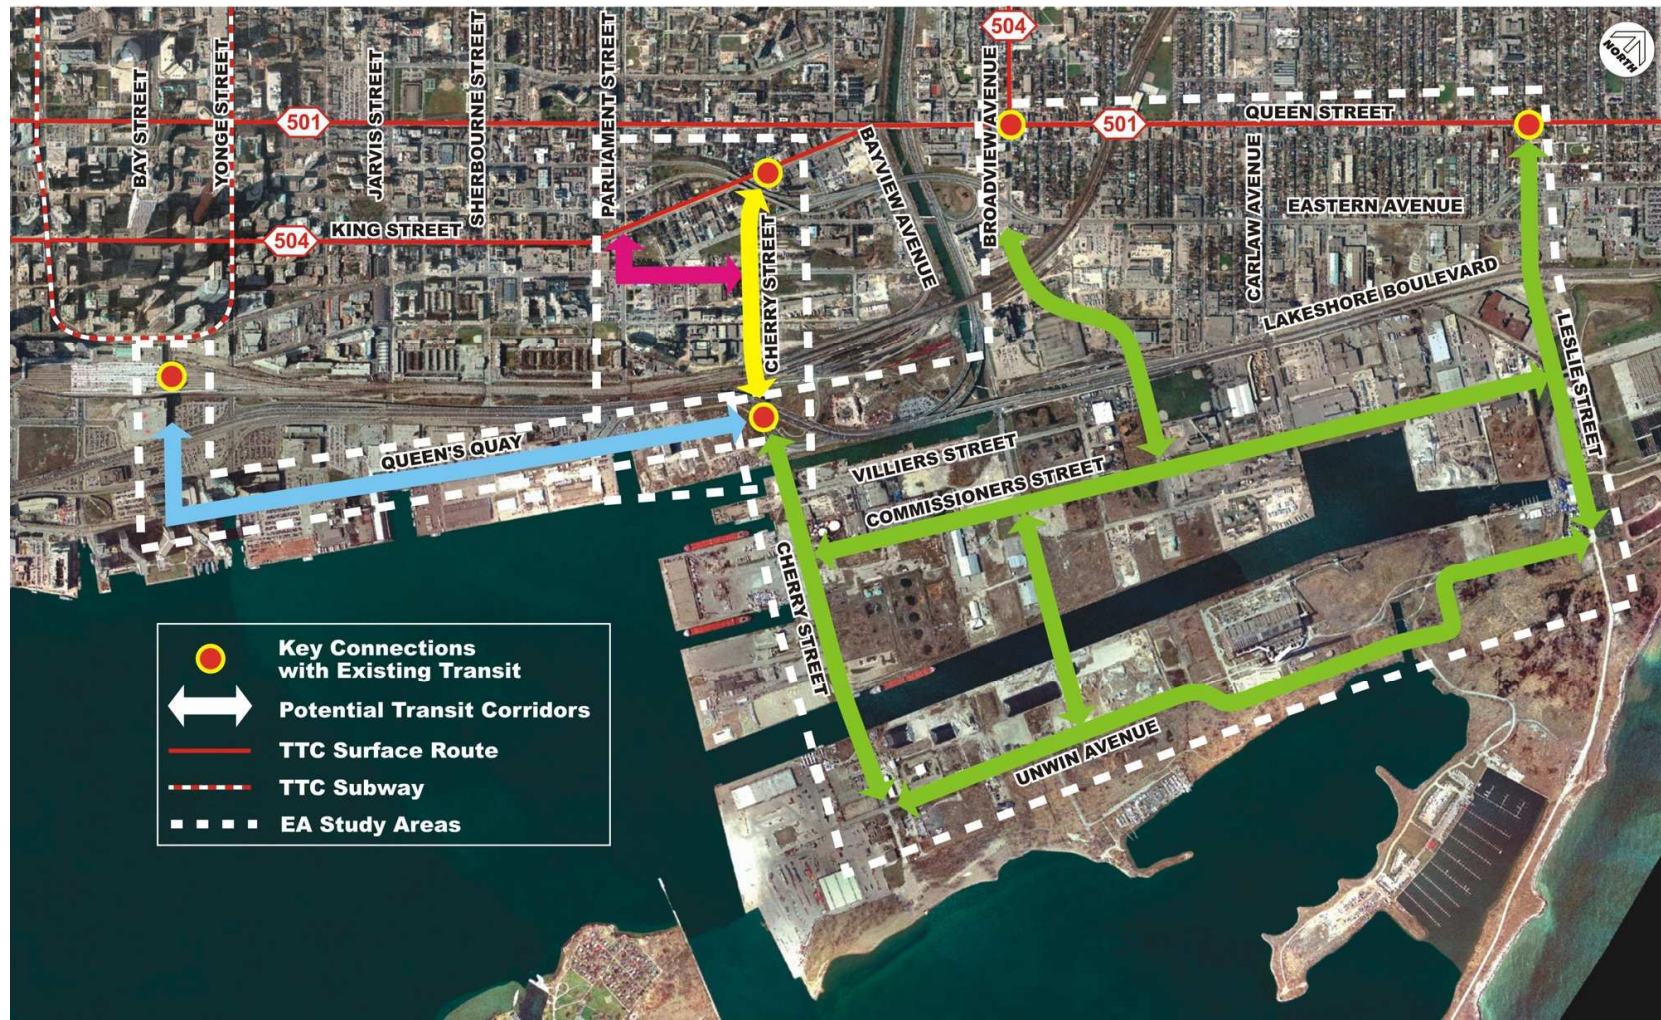 504
NORTH
BAY STREET
YONGE STREET
JARVIS STREET
SHERBOURNE STREET
PARLIAMENT STREET
BROADVIEW AVENUE
501
501
QUEEN STREET
BAYVIEW AVENUE
CARLAW AVENUE
EASTERN AVENUE
504
KING STREET
CHERRY STREET
LAKESHORE BOULEVARD
LESLIE STREET
QUEEN'S QUAY
VILLIERS STREET
COMMISSIONERS STREET
CHERRY STREET
UNWIN AVENUE
Key Connections
with Existing Transit
Potential Transit Corridors
TTC Surface Route
TTC Subway
EA Study Areas